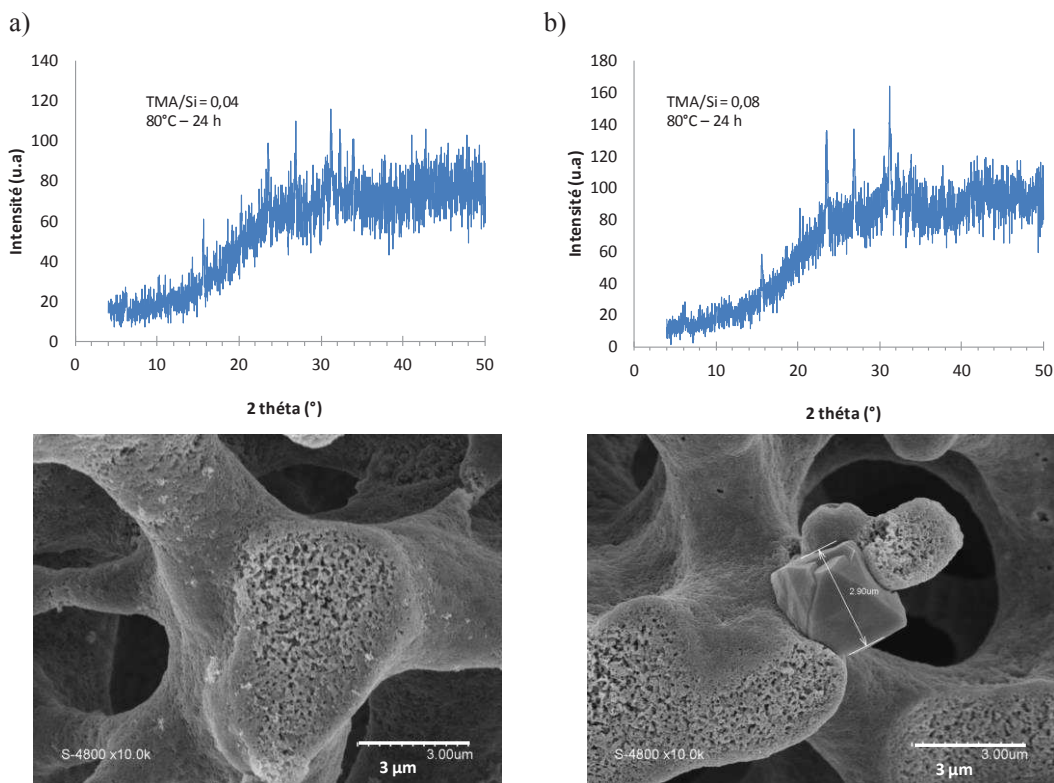 a)
140
120
100
80
60
40
20
0
Intensité (u.a)
TMA/Si = 0,04
80°C – 24 h
0 10 20 30 40 50
2 théta (°)
b)
180
160
140
120
100
80
60
40
20
0
Intensité (u.a)
TMA/Si = 0,08
80°C – 24 h
0 10 20 30 40 50
2 théta (°)
S-4800 x10.0k
3.00um
3 µm
2.90um
S-4800 x10.0k
3.00um
3 µm